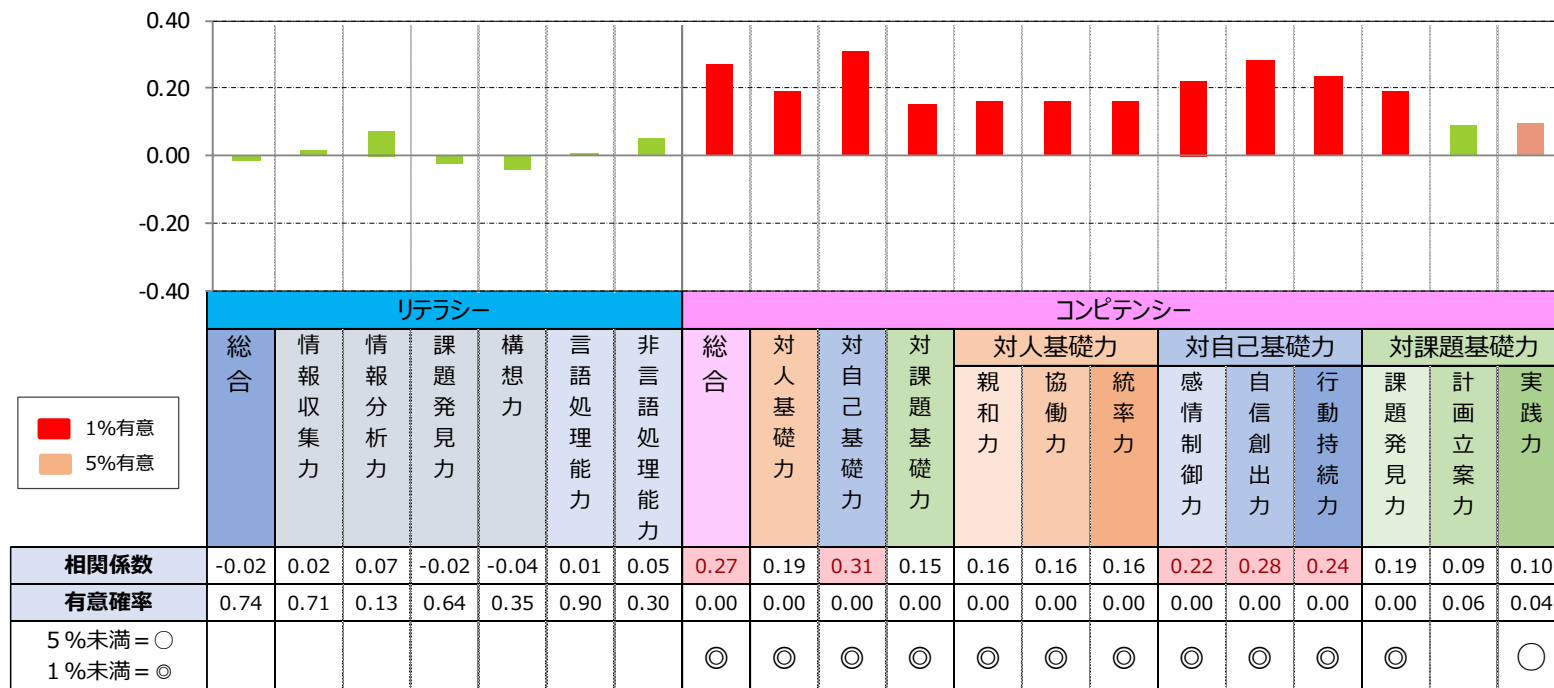 0.40
0.20
0.00
-0.20
-0.40
1%有意
5%有意
リテラシー コンピテンシー
対人基礎力 対自己基礎力 対課題基礎力
総合 情報収集力 情報分析力 課題発見力 構想力 言語処理能力 非言語処理能力 総合 対人基礎力 対自己基礎力 対課題基礎力 親和力 協働力 統率力 感情制御力 自信創出力 行動持続力 課題発見力 計画立案力 実践力
相関係数 -0.02 0.02 0.07 -0.02 -0.04 0.01 0.05 0.27 0.19 0.31 0.15 0.16 0.16 0.16 0.22 0.28 0.24 0.19 0.09 0.10
有意確率 0.74 0.71 0.13 0.64 0.35 0.90 0.30 0.00 0.00 0.00 0.00 0.00 0.00 0.00 0.00 0.00 0.00 0.00 0.06 0.04
5%未満=○
1%未満=◎
◎ ◎ ◎ ◎ ◎ ◎ ◎ ◎ ◎ ◎ ◎ ○